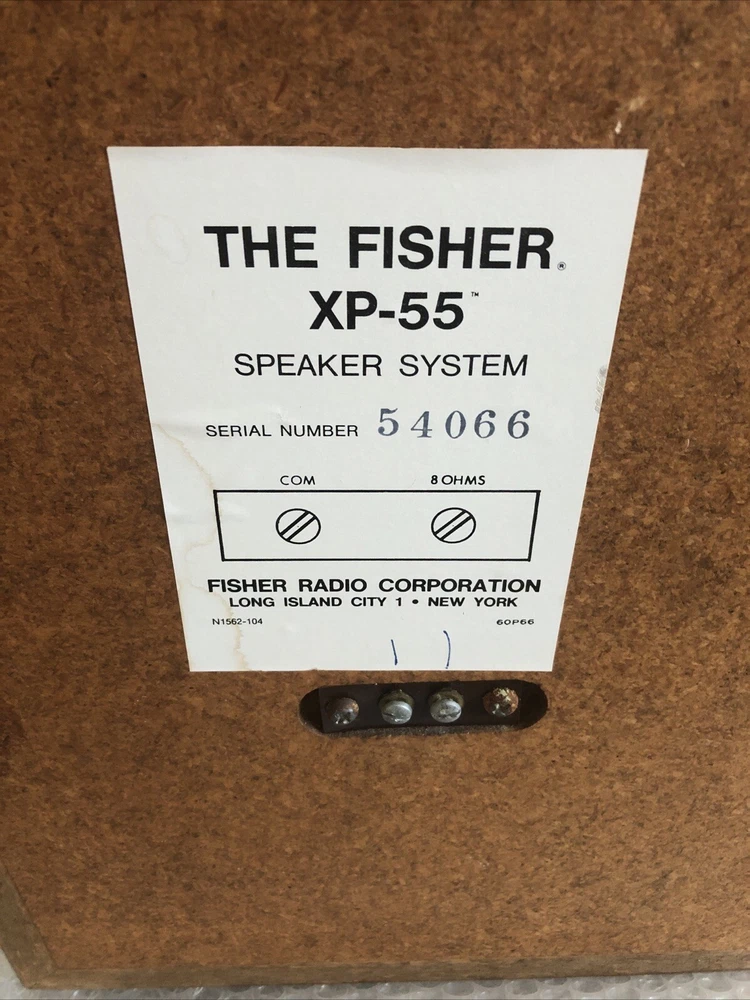 THE FISHER®
XP-55™
SPEAKER SYSTEM
SERIAL NUMBER 54066
COM 8 OHMS
FISHER RADIO CORPORATION
LONG ISLAND CITY 1 • NEW YORK
N1562-104 60P66